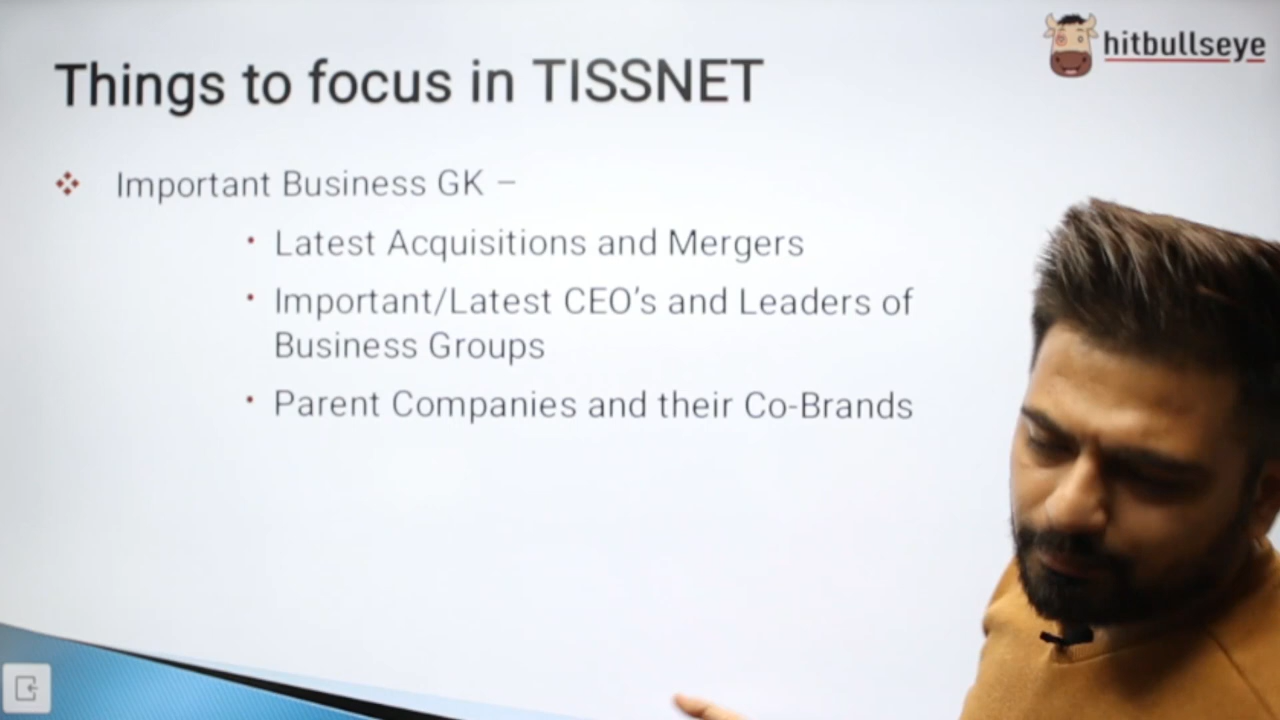 hitbullseye
Things to focus in TISSNET
Important Business GK –
Latest Acquisitions and Mergers
Important/Latest CEO's and Leaders of
Business Groups
Parent Companies and their Co-Brands